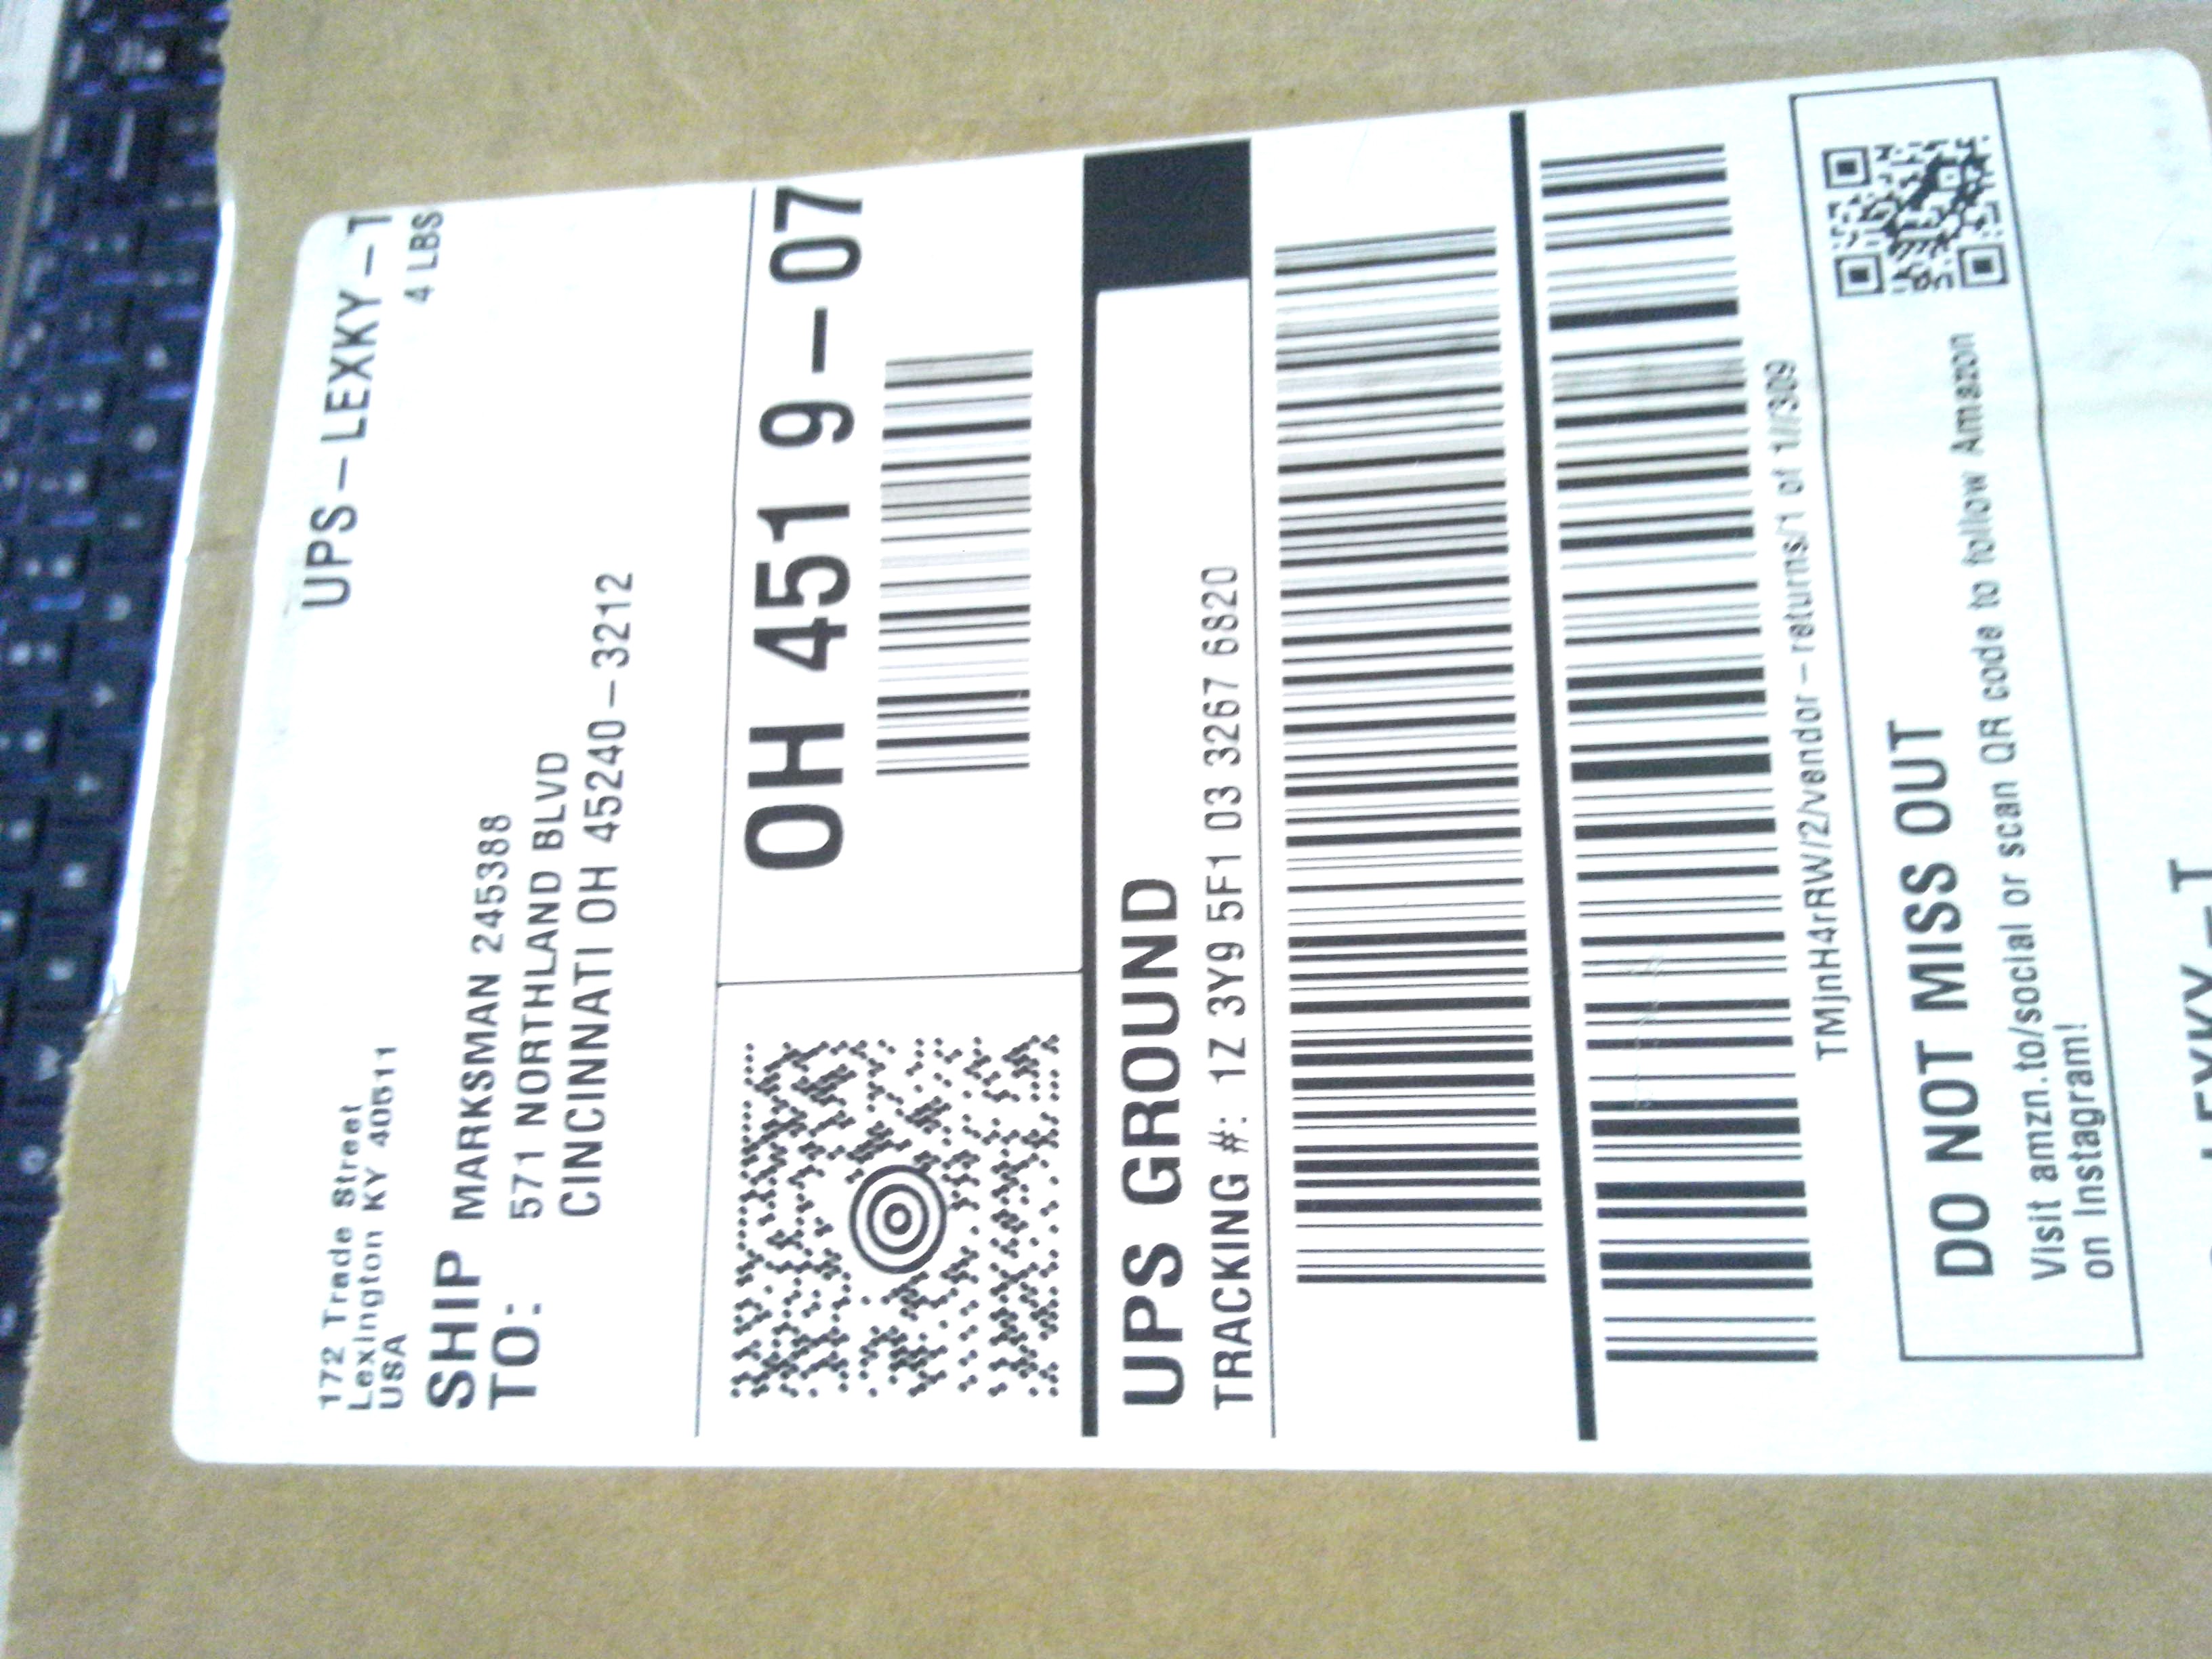 UPS-LEXKY-T
4 LBS
172 Trade Street
Lexington KY 40511
USA
SHIP TO:
MARKSMAN 245388
571 NORTHLAND BLVD
CINCINNATI OH 45240-3212
OH 451 9-07
UPS GROUND
TRACKING #: 1Z 3Y9 5F1 03 3267 6820
TMjnH4rRW/2/vendor-returns/1 of 1//309
DO NOT MISS OUT
Visit amzn.to/social or scan QR code to follow Amazon
on Instagram!